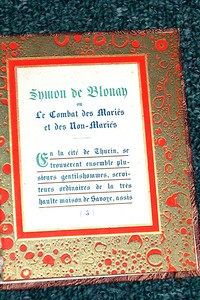 Symon de Blonay
ou
Le Combat des Mariés
et des Non-Mariés
En la cité de Thurin, se
trouverent ensemble plu-
sieurs gentilshommes, servi-
teurs ordinaires de la très
haulte maison de Savoye, assis
( 5 )